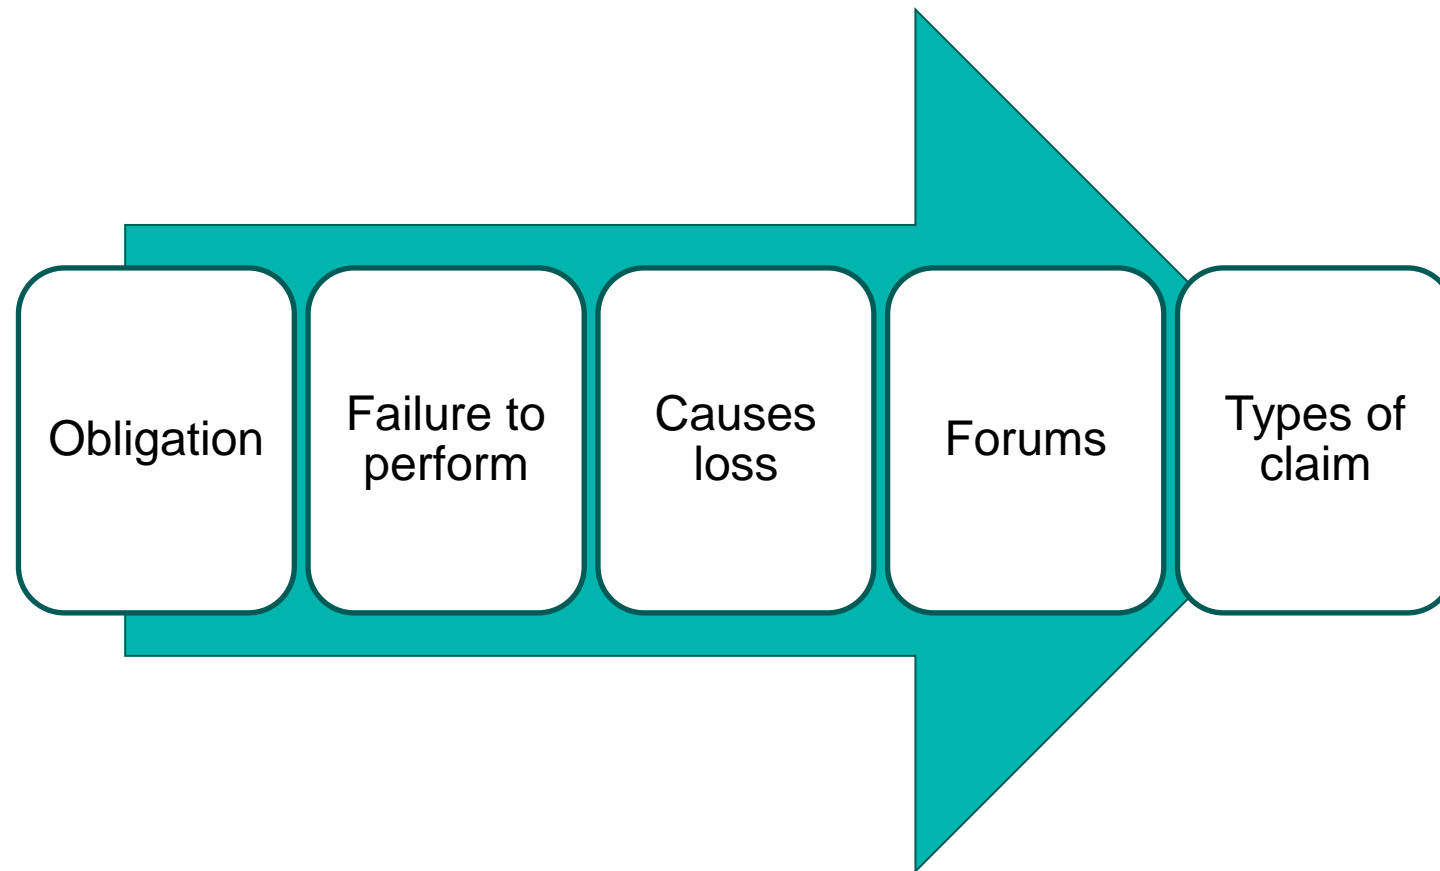 Obligation
Failure to
perform
Causes
loss
Forums
Types of
claim